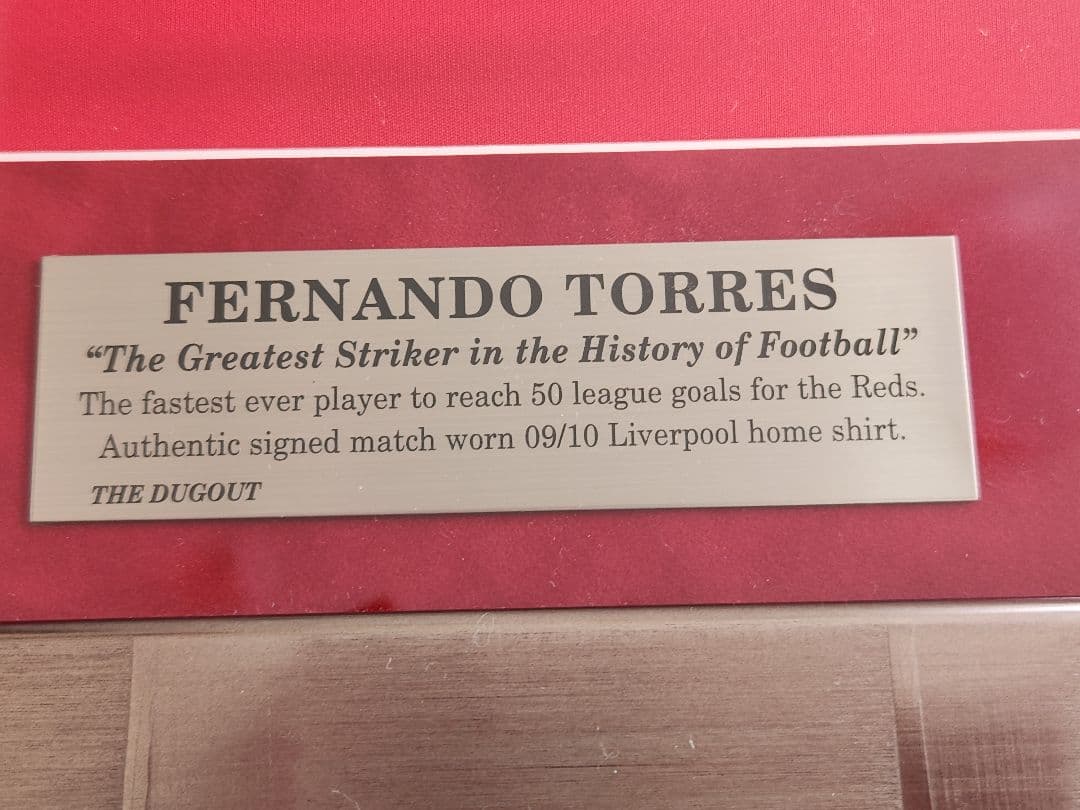 FERNANDO TORRES
“The Greatest Striker in the History of Football”
The fastest ever player to reach 50 league goals for the Reds.
Authentic signed match worn 09/10 Liverpool home shirt.
THE DUGOUT